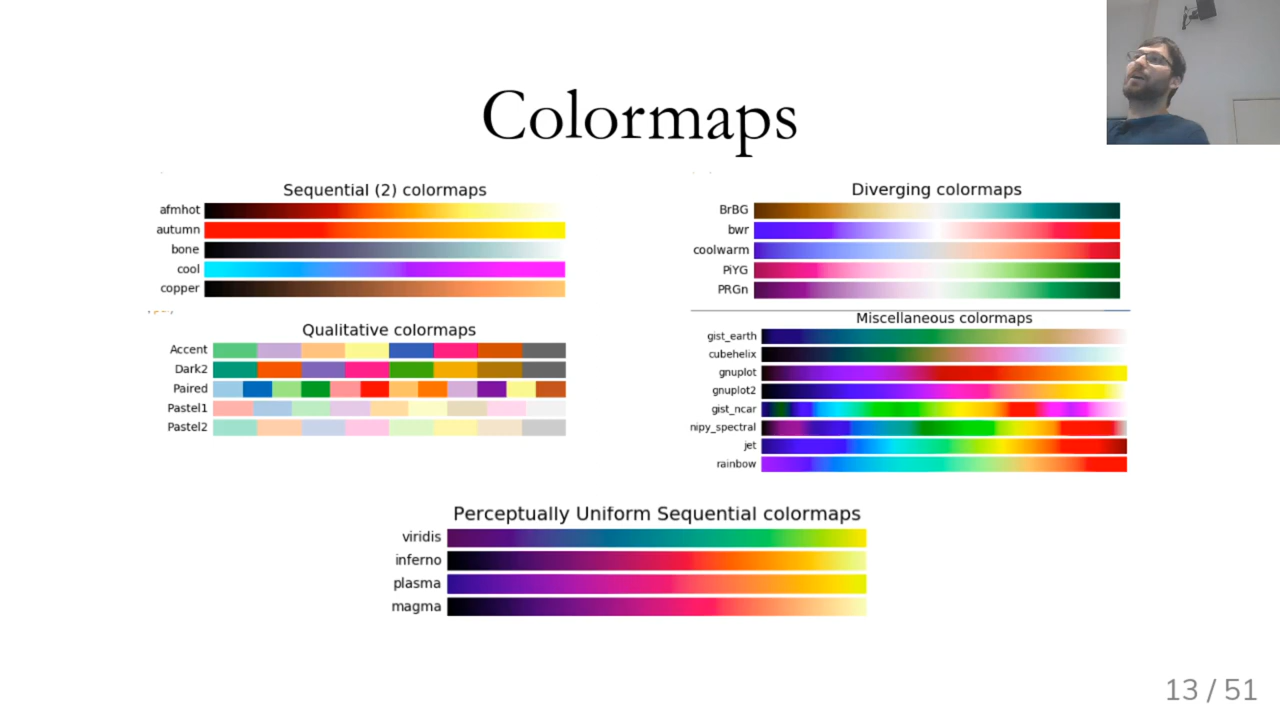 Colormaps
Sequential (2) colormaps
afmhot
autumn
bone
cool
copper
Diverging colormaps
BrBG
bwr
coolwarm
PiYG
PRGn
Qualitative colormaps
Accent
Dark2
Paired
Pastel1
Pastel2
Miscellaneous colormaps
gist_earth
cubehelix
gnuplot
gnuplot2
gist_ncar
nipy_spectral
jet
rainbow
Perceptually Uniform Sequential colormaps
viridis
inferno
plasma
magma
13 / 51